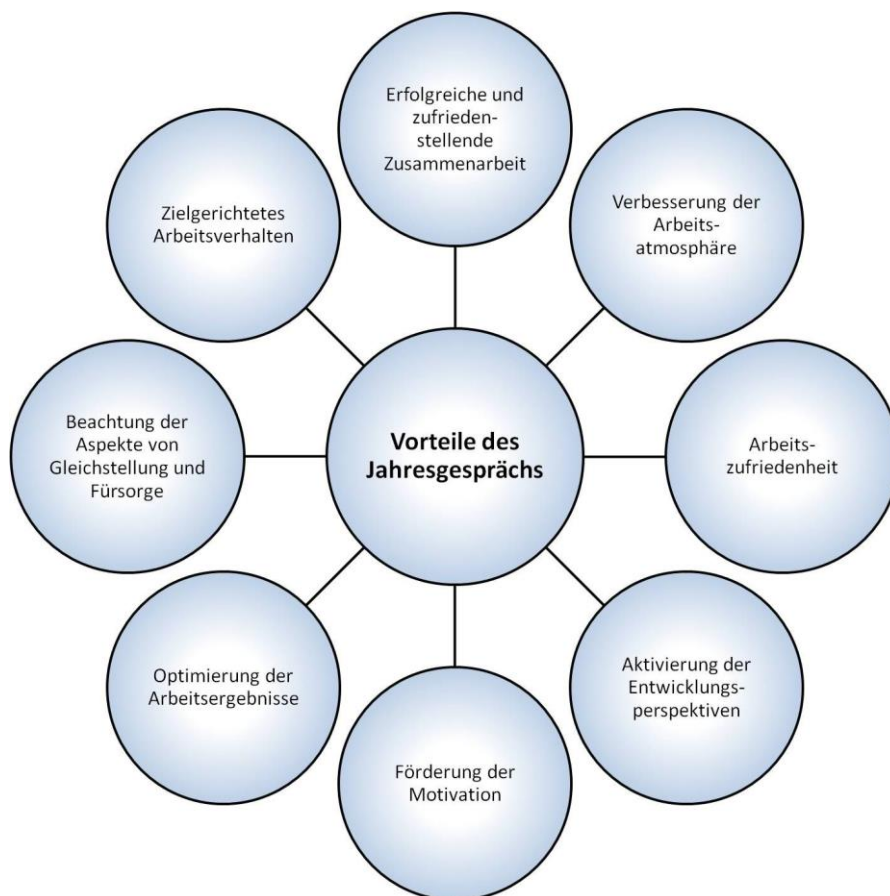 Erfolgreiche und
zufrieden-
stellende
Zusammenarbeit
Verbesserung der
Arbeits-
atmosphäre
Arbeits-
zufriedenheit
Aktivierung der
Entwicklungs-
perspektiven
Förderung der
Motivation
Optimierung der
Arbeitsergebnisse
Beachtung der
Aspekte von
Gleichstellung und
Fürsorge
Zielgerichtetes
Arbeitsverhalten
Vorteile des
Jahresgesprächs